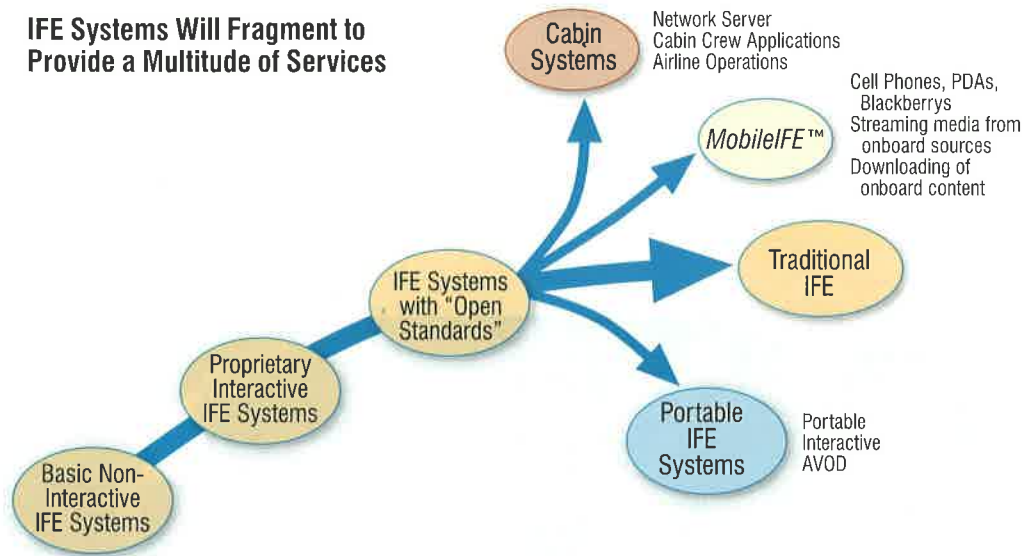 IFE Systems Will Fragment to
Provide a Multitude of Services
Cabin
Systems
Network Server
Cabin Crew Applications
Airline Operations
MobileIFE™
Cell Phones, PDAs,
Blackberrys
Streaming media from
onboard sources
Downloading of
onboard content
Traditional
IFE
IFE Systems
with “Open
Standards”
Proprietary
Interactive
IFE Systems
Portable
IFE
Systems
Portable
Interactive
AVOD
Basic Non-
Interactive
IFE Systems